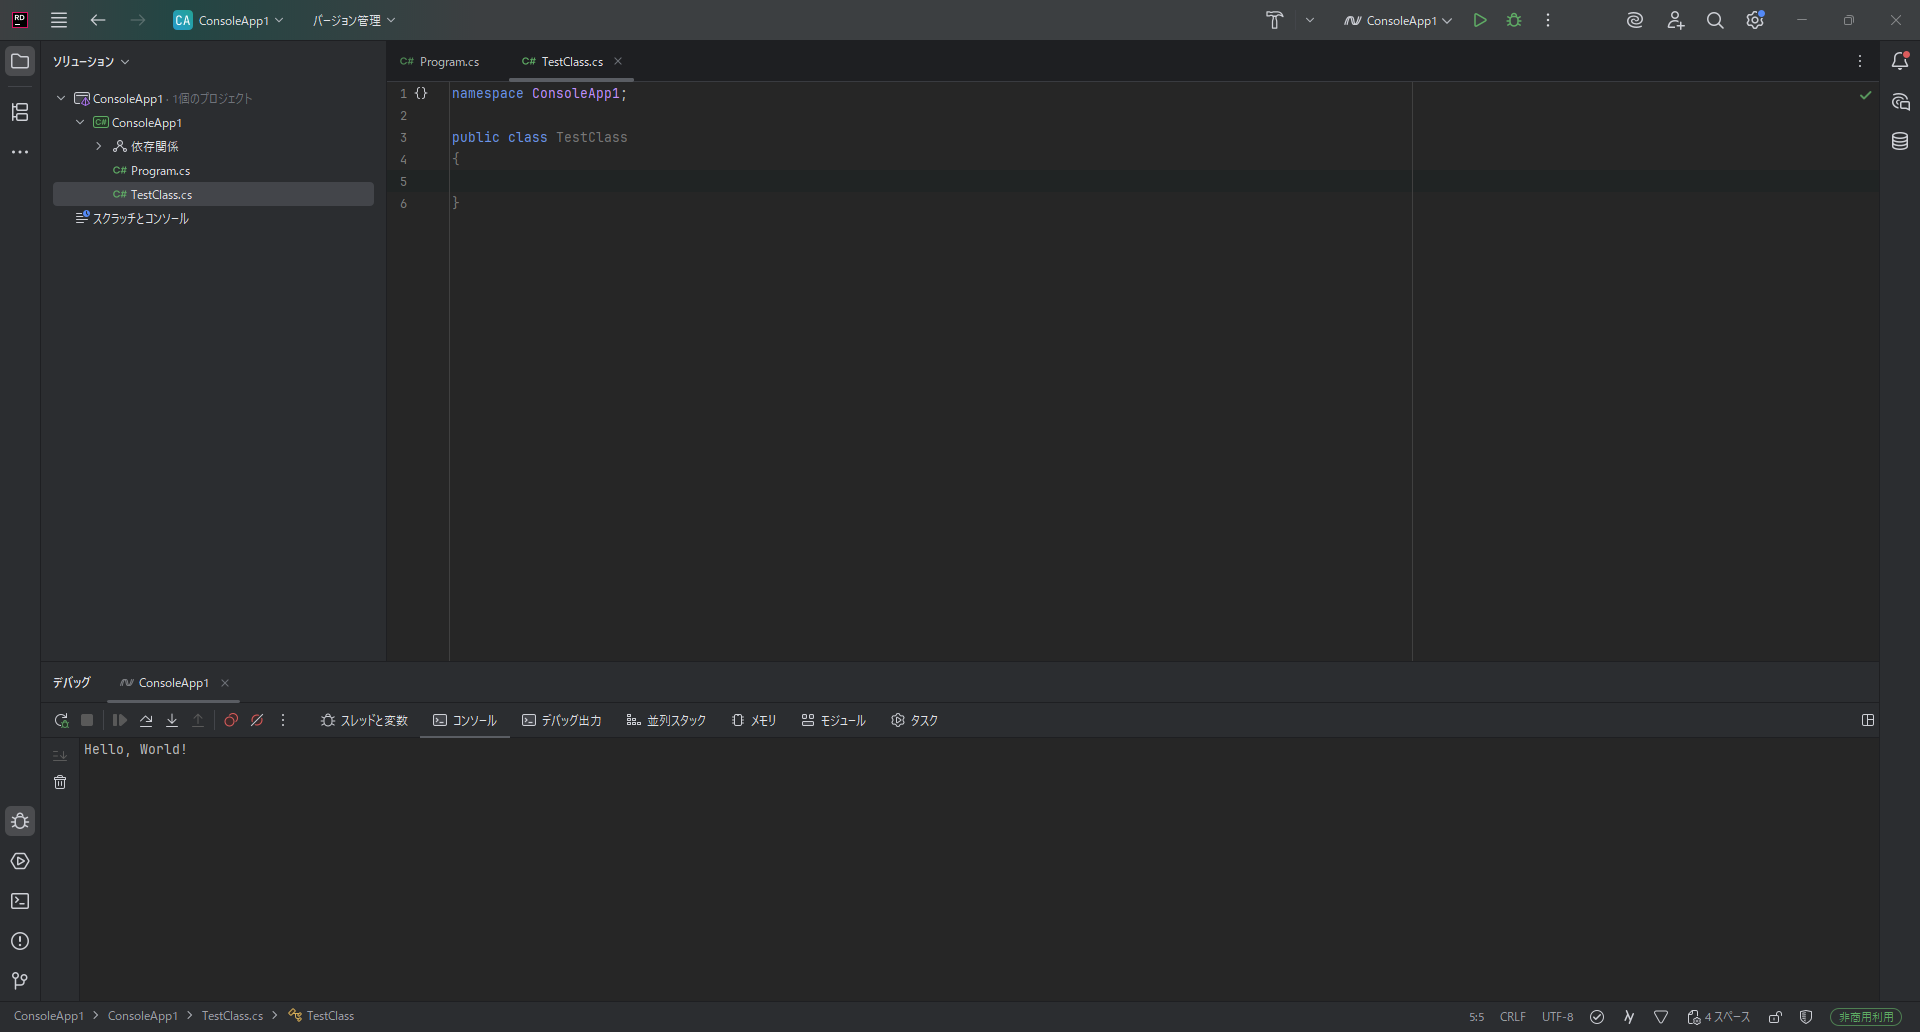 RD
CA ConsoleApp1 バージョン管理 ConsoleApp1
ソリューション
C# Program.cs C# TestClass.cs
ConsoleApp1 · 1個のプロジェクト
C# ConsoleApp1
依存関係
C# Program.cs
C# TestClass.cs
スクラッチとコンソール
1 {} namespace ConsoleApp1;
2
3 public class TestClass
4 {
5
6 }
デバッグ ConsoleApp1
スレッドと変数 コンソール デバッグ出力 並列スタック メモリ モジュール タスク
Hello, World!
ConsoleApp1 ConsoleApp1 TestClass.cs TestClass 5:5 CRLF UTF-8 4 スペース 非商用利用